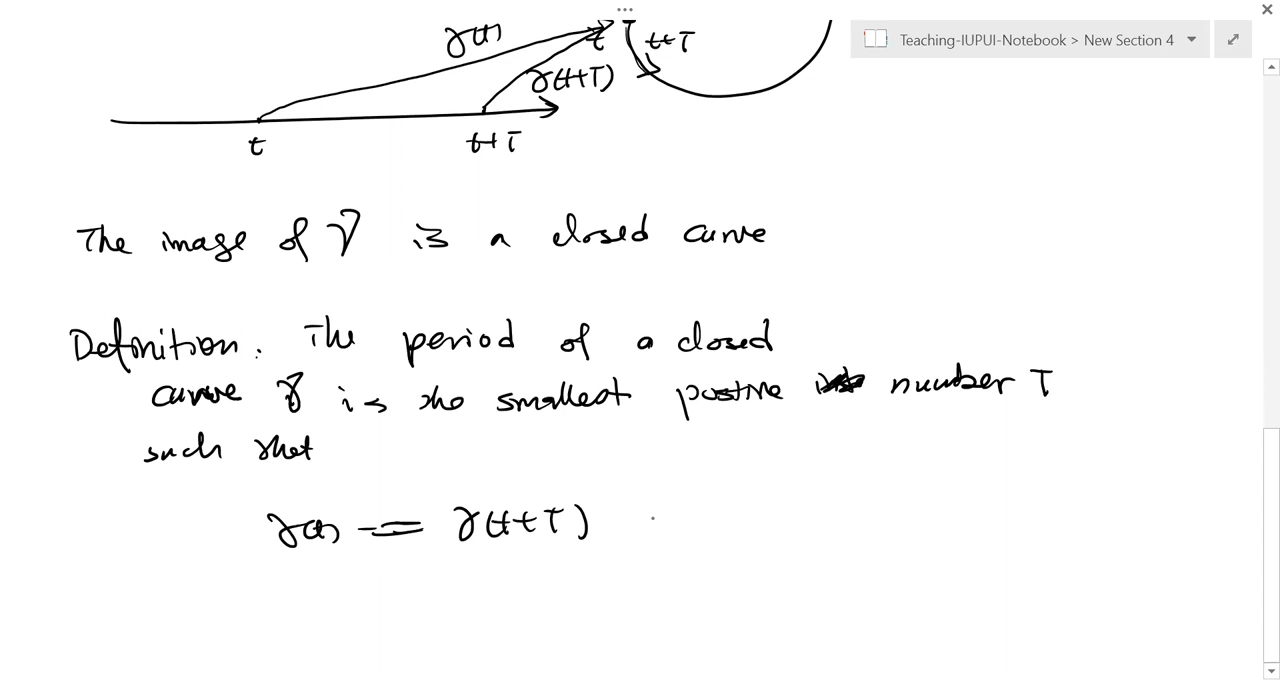 γ(t)
t
t+T
Teaching-IUPUI-Notebook > New Section 4
γ(t+T)
t
t+T
The image of γ is a closed curve
Definition. The period of a closed
curve γ is the smallest postive number T
such that
γ(t) = γ(t+T)